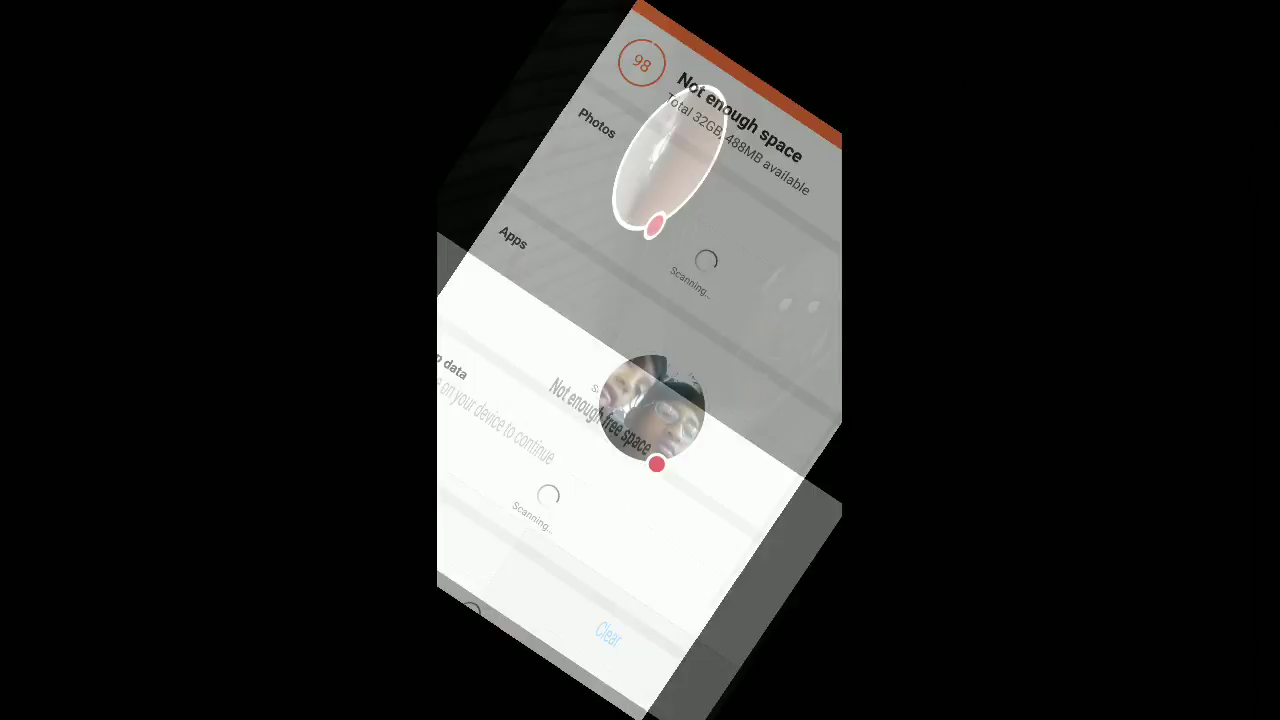 98
Not enough space
Total 32GB, 488MB available
Photos
Scanning...
Apps
p data
Not enough free space
e on your device to continue
Scanning...
Clear